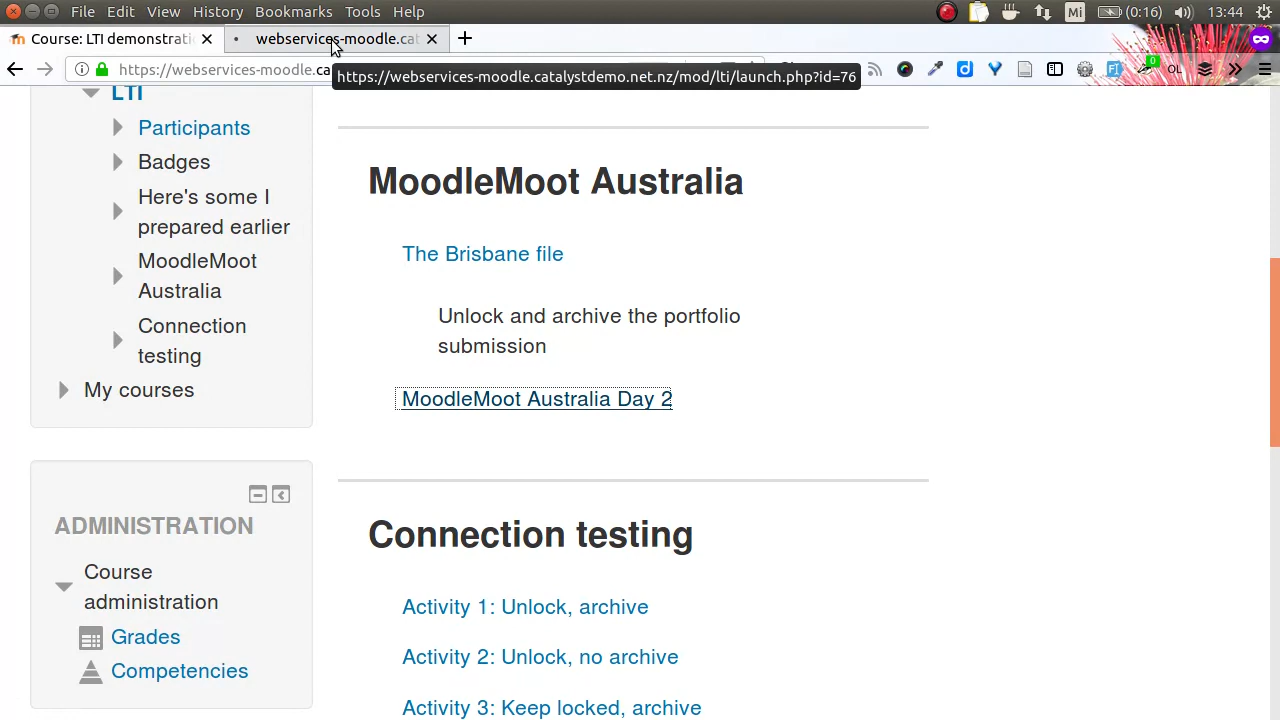 File Edit View History Bookmarks Tools Help
Mi (0:16) 13:44
Course: LTI demonstrati
webservices-moodle.cat
https://webservices-moodle.ca
0
OL
https://webservices-moodle.catalystdemo.net.nz/mod/lti/launch.php?id=76
LTI
Participants
Badges
Here's some I
prepared earlier
MoodleMoot
Australia
Connection
testing
My courses
ADMINISTRATION
Course
administration
Grades
Competencies
MoodleMoot Australia
The Brisbane file
Unlock and archive the portfolio
submission
MoodleMoot Australia Day 2
Connection testing
Activity 1: Unlock, archive
Activity 2: Unlock, no archive
Activity 3: Keep locked, archive